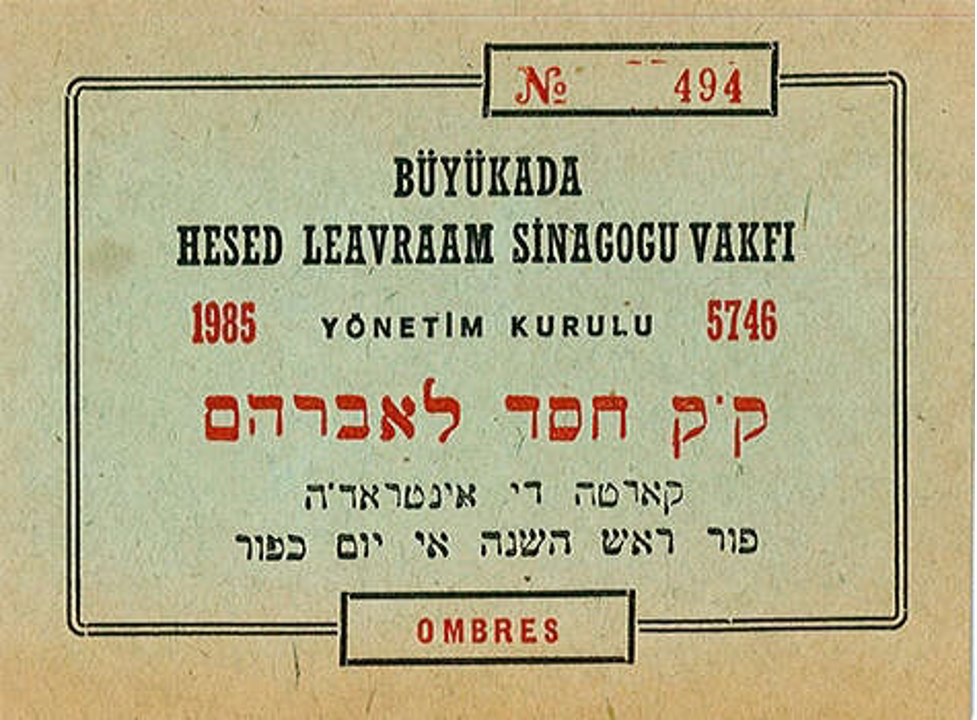 № 494
BÜYÜKADA
HESED LEAVRAAM SİNAGOGU VAKFI
1985 YÖNETİM KURULU 5746
ק״ק חסד לאברהם
קארטה די אינטראד׳ה
פור ראש השנה אי יום כפור
OMBRES